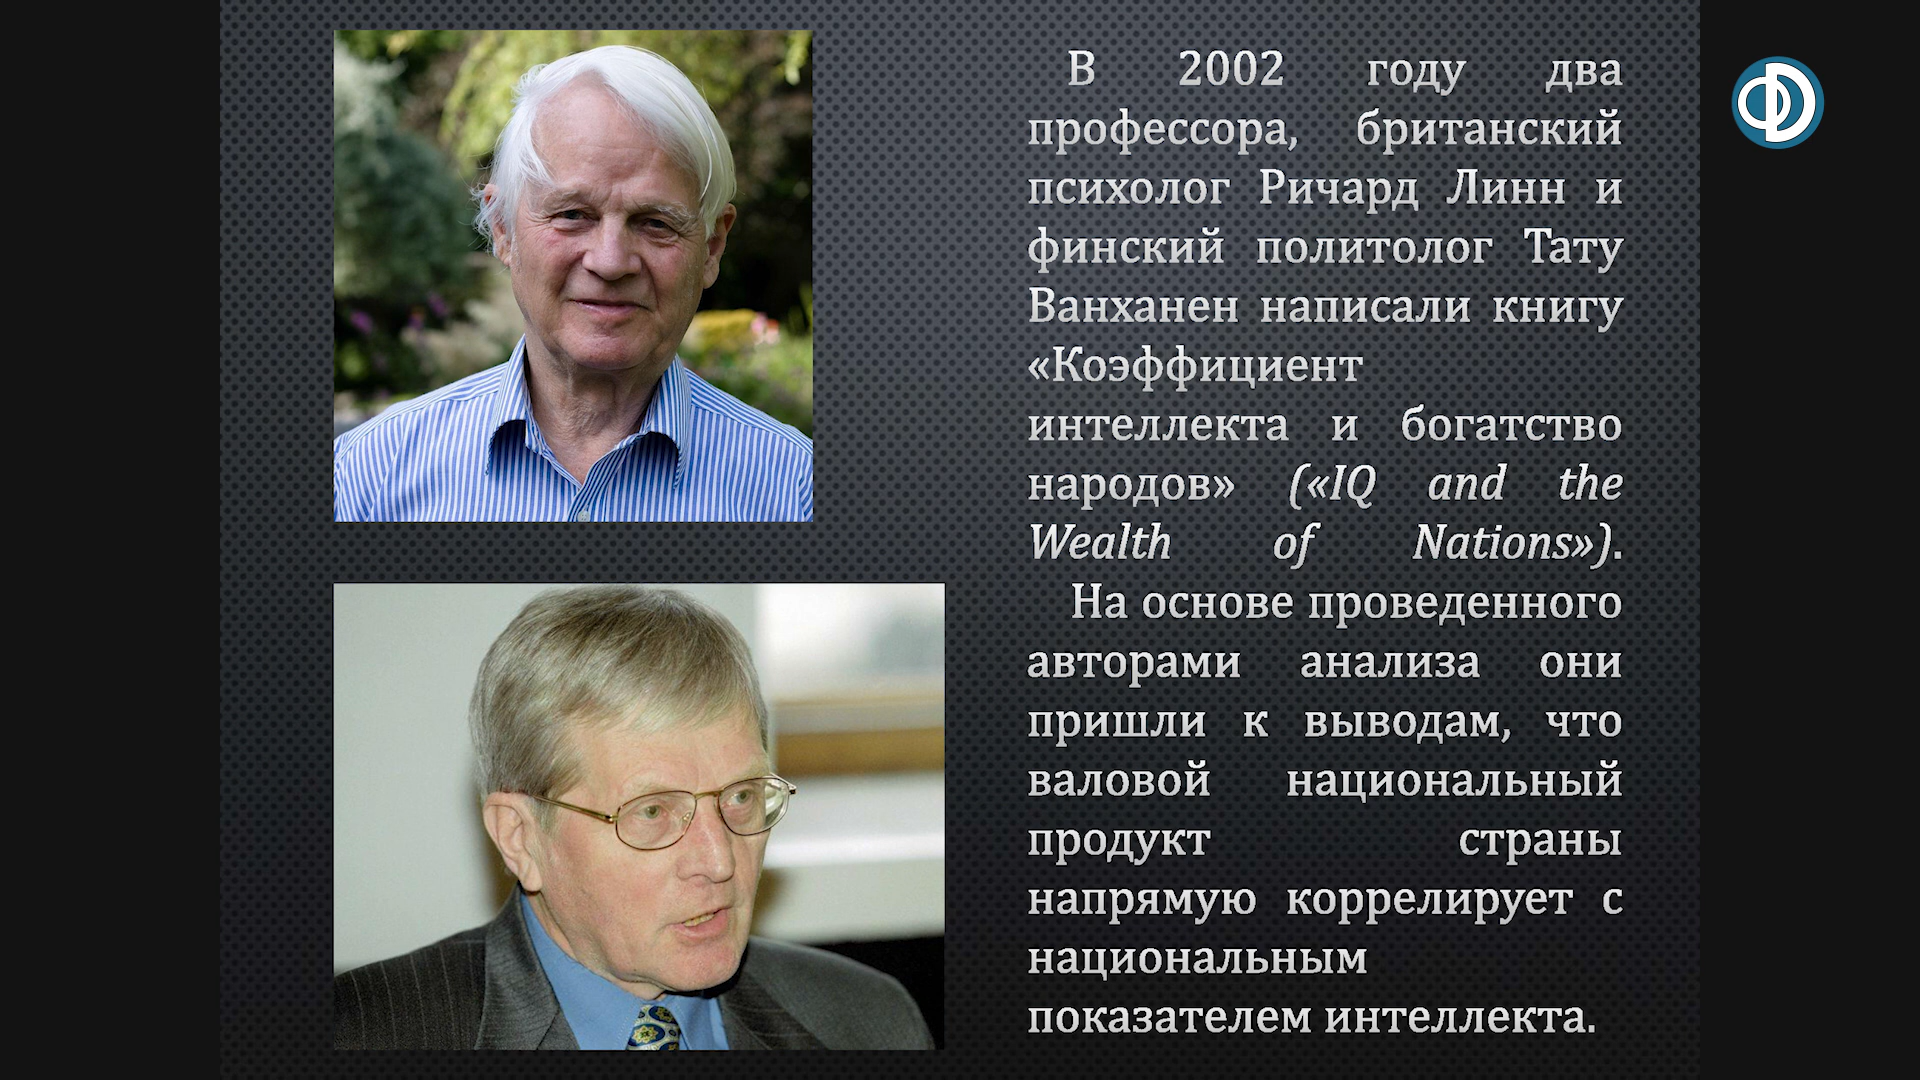 В 2002 году два
профессора, британский
психолог Ричард Линн и
финский политолог Тату
Ванханен написали книгу
«Коэффициент
интеллекта и богатство
народов» («IQ and the
Wealth of Nations»).
На основе проведенного
авторами анализа они
пришли к выводам, что
валовой национальный
продукт страны
напрямую коррелирует с
национальным
показателем интеллекта.